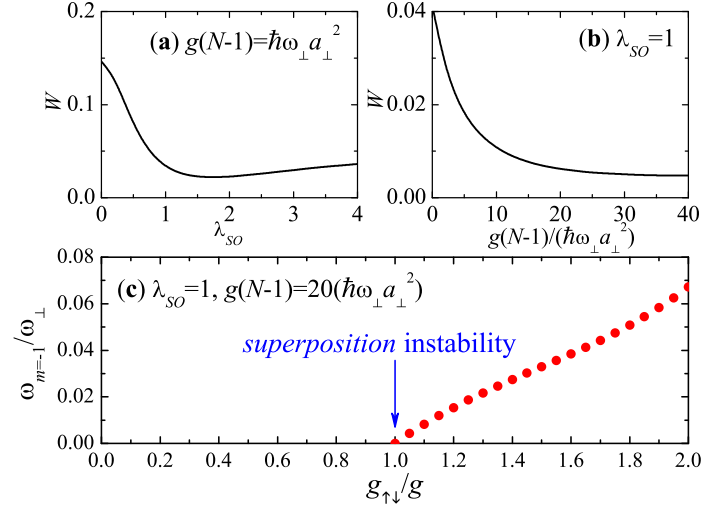 (a) g(N-1)=ħω⊥a⊥²
0.2
0.1
0.0
W
0 1 2 3 4
λSO
(b) λSO=1
0.04
0.02
0.00
W
0 10 20 30 40
g(N-1)/(ħω⊥a⊥²)
(c) λSO=1, g(N-1)=20(ħω⊥a⊥²)
superposition instability
0.08
0.06
0.04
0.02
0.00
ωm=-1/ω⊥
0.0 0.2 0.4 0.6 0.8 1.0 1.2 1.4 1.6 1.8 2.0
g↑↓/g